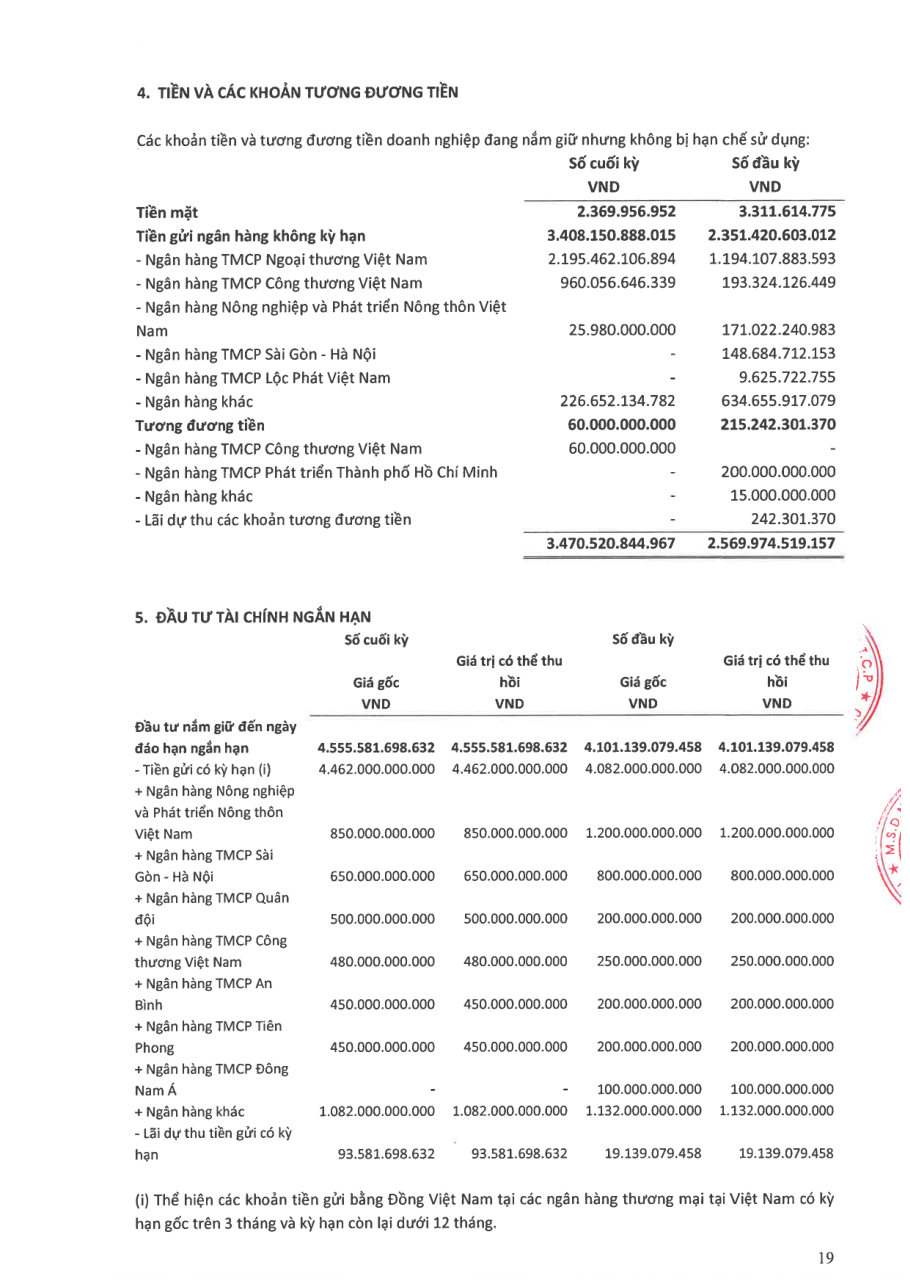 4. TIỀN VÀ CÁC KHOẢN TƯƠNG ĐƯƠNG TIỀN
Các khoản tiền và tương đương tiền doanh nghiệp đang nắm giữ nhưng không bị hạn chế sử dụng:
Số cuối kỳ Số đầu kỳ
VND VND
Tiền mặt 2.369.956.952 3.311.614.775
Tiền gửi ngân hàng không kỳ hạn 3.408.150.888.015 2.351.420.603.012
- Ngân hàng TMCP Ngoại thương Việt Nam 2.195.462.106.894 1.194.107.883.593
- Ngân hàng TMCP Công thương Việt Nam 960.056.646.339 193.324.126.449
- Ngân hàng Nông nghiệp và Phát triển Nông thôn Việt
Nam 25.980.000.000 171.022.240.983
- Ngân hàng TMCP Sài Gòn - Hà Nội - 148.684.712.153
- Ngân hàng TMCP Lộc Phát Việt Nam - 9.625.722.755
- Ngân hàng khác 226.652.134.782 634.655.917.079
Tương đương tiền 60.000.000.000 215.242.301.370
- Ngân hàng TMCP Công thương Việt Nam 60.000.000.000 -
- Ngân hàng TMCP Phát triển Thành phố Hồ Chí Minh - 200.000.000.000
- Ngân hàng khác - 15.000.000.000
- Lãi dự thu các khoản tương đương tiền - 242.301.370
3.470.520.844.967 2.569.974.519.157
5. ĐẦU TƯ TÀI CHÍNH NGẮN HẠN
Số cuối kỳ Số đầu kỳ
Giá trị có thể thu Giá trị có thể thu
Giá gốc hồi Giá gốc hồi
VND VND VND VND
Đầu tư nắm giữ đến ngày
đáo hạn ngắn hạn 4.555.581.698.632 4.555.581.698.632 4.101.139.079.458 4.101.139.079.458
- Tiền gửi có kỳ hạn (i) 4.462.000.000.000 4.462.000.000.000 4.082.000.000.000 4.082.000.000.000
+ Ngân hàng Nông nghiệp
và Phát triển Nông thôn
Việt Nam 850.000.000.000 850.000.000.000 1.200.000.000.000 1.200.000.000.000
+ Ngân hàng TMCP Sài
Gòn - Hà Nội 650.000.000.000 650.000.000.000 800.000.000.000 800.000.000.000
+ Ngân hàng TMCP Quân
đội 500.000.000.000 500.000.000.000 200.000.000.000 200.000.000.000
+ Ngân hàng TMCP Công
thương Việt Nam 480.000.000.000 480.000.000.000 250.000.000.000 250.000.000.000
+ Ngân hàng TMCP An
Bình 450.000.000.000 450.000.000.000 200.000.000.000 200.000.000.000
+ Ngân hàng TMCP Tiên
Phong 450.000.000.000 450.000.000.000 200.000.000.000 200.000.000.000
+ Ngân hàng TMCP Đông
Nam Á - - 100.000.000.000 100.000.000.000
+ Ngân hàng khác 1.082.000.000.000 1.082.000.000.000 1.132.000.000.000 1.132.000.000.000
- Lãi dự thu tiền gửi có kỳ
hạn 93.581.698.632 93.581.698.632 19.139.079.458 19.139.079.458
(i) Thể hiện các khoản tiền gửi bằng Đồng Việt Nam tại các ngân hàng thương mại tại Việt Nam có kỳ
hạn gốc trên 3 tháng và kỳ hạn còn lại dưới 12 tháng.
19
.C.P
M.S.D